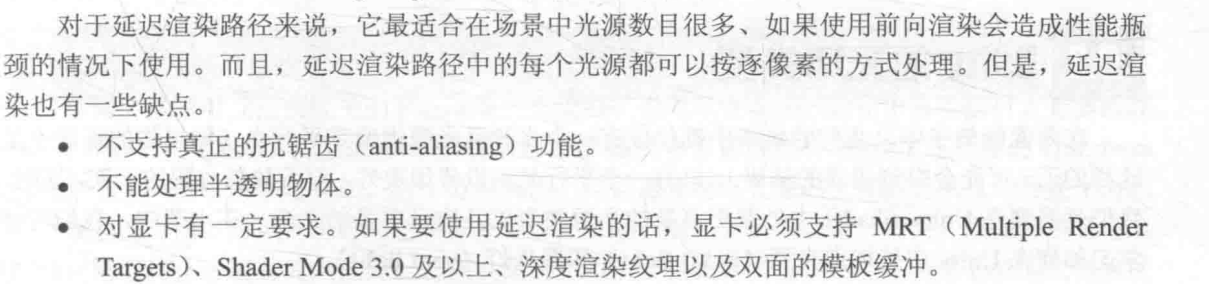 对于延迟渲染路径来说，它最适合在场景中光源数目很多、如果使用前向渲染会造成性能瓶
颈的情况下使用。而且，延迟渲染路径中的每个光源都可以按逐像素的方式处理。但是，延迟渲
染也有一些缺点。
• 不支持真正的抗锯齿（anti-aliasing）功能。
• 不能处理半透明物体。
• 对显卡有一定要求。如果要使用延迟渲染的话，显卡必须支持 MRT（Multiple Render
Targets）、Shader Mode 3.0 及以上、深度渲染纹理以及双面的模板缓冲。